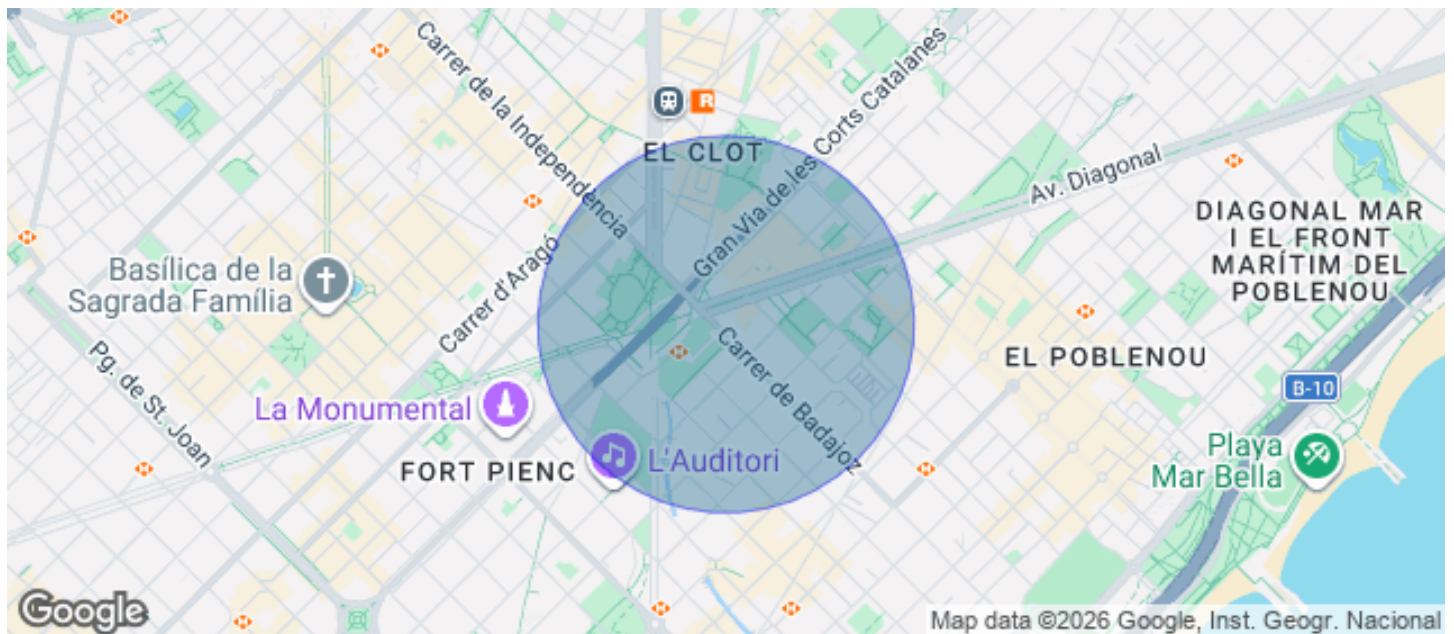 Carrer de la Independència
R
EL CLOT
Gran Via de les Corts Catalanes
Av. Diagonal
DIAGONAL MAR
I EL FRONT
MARÍTIM DEL
POBLENOU
Basílica de la
Sagrada Família
Carrer d'Aragó
Pg. de St. Joan
La Monumental
Carrer de Badajoz
EL POBLENOU
B-10
FORT PIENC
L'Auditori
Playa
Mar Bella
Google
Map data ©2026 Google, Inst. Geogr. Nacional